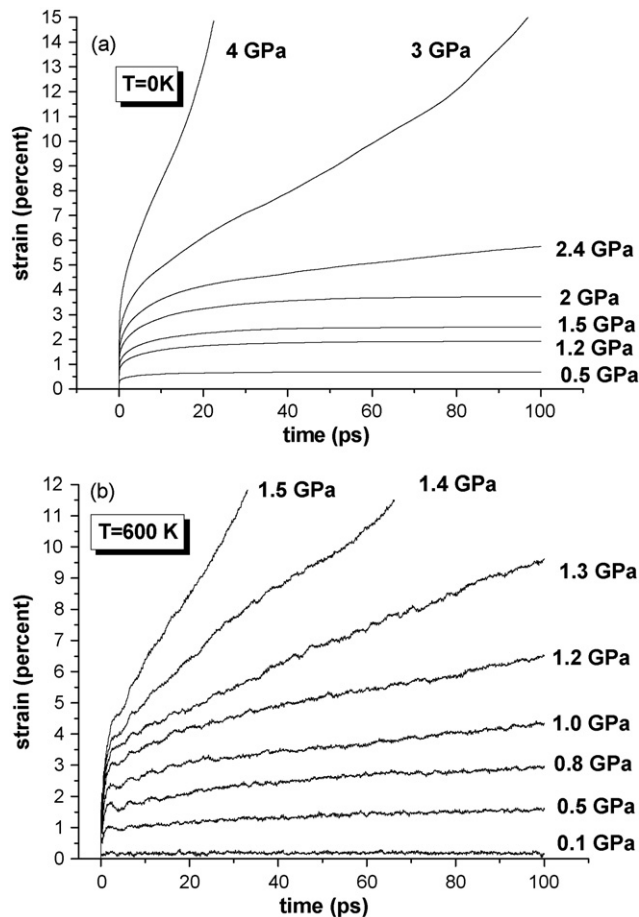 (a)
T=0K
4 GPa
3 GPa
2.4 GPa
2 GPa
1.5 GPa
1.2 GPa
0.5 GPa
strain (percent)
15
14
13
12
11
10
9
8
7
6
5
4
3
2
1
0
0 20 40 60 80 100
time (ps)
(b)
T=600 K
1.5 GPa
1.4 GPa
1.3 GPa
1.2 GPa
1.0 GPa
0.8 GPa
0.5 GPa
0.1 GPa
strain (percent)
12
11
10
9
8
7
6
5
4
3
2
1
0
0 20 40 60 80 100
time (ps)